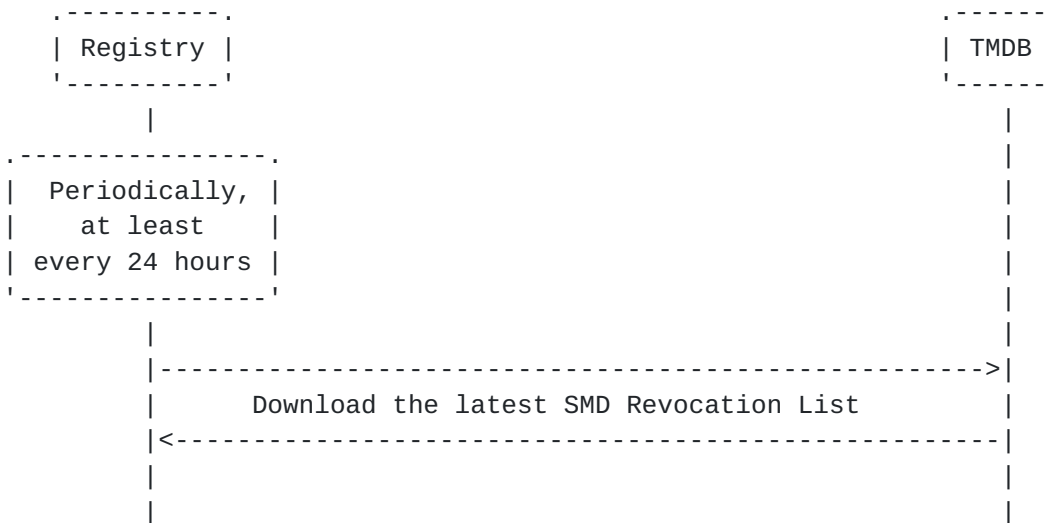 Registry
TMDB
Periodically,
at least
every 24 hours
Download the latest SMD Revocation List